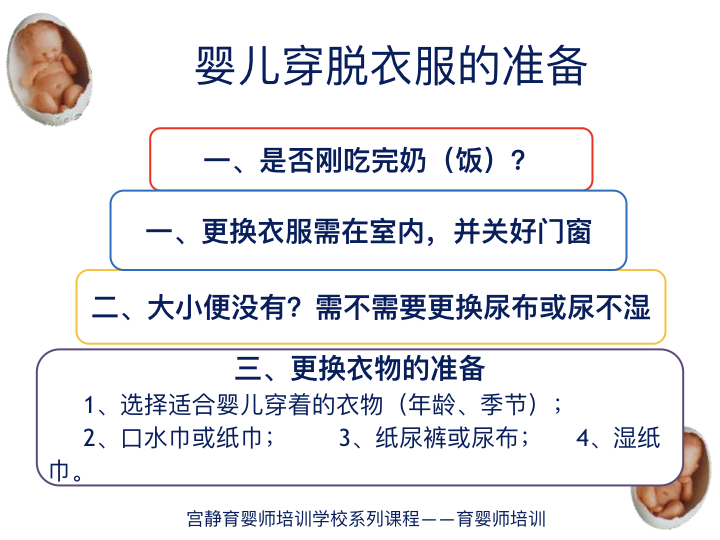 婴儿穿脱衣服的准备
一、是否刚吃完奶（饭）？
一、更换衣服需在室内，并关好门窗
二、大小便没有？需不需要更换尿布或尿不湿
三、更换衣物的准备
1、选择适合婴儿穿着的衣物（年龄、季节）；
2、口水巾或纸巾； 3、纸尿裤或尿布； 4、湿纸
巾。
宫静育婴师培训学校系列课程——育婴师培训